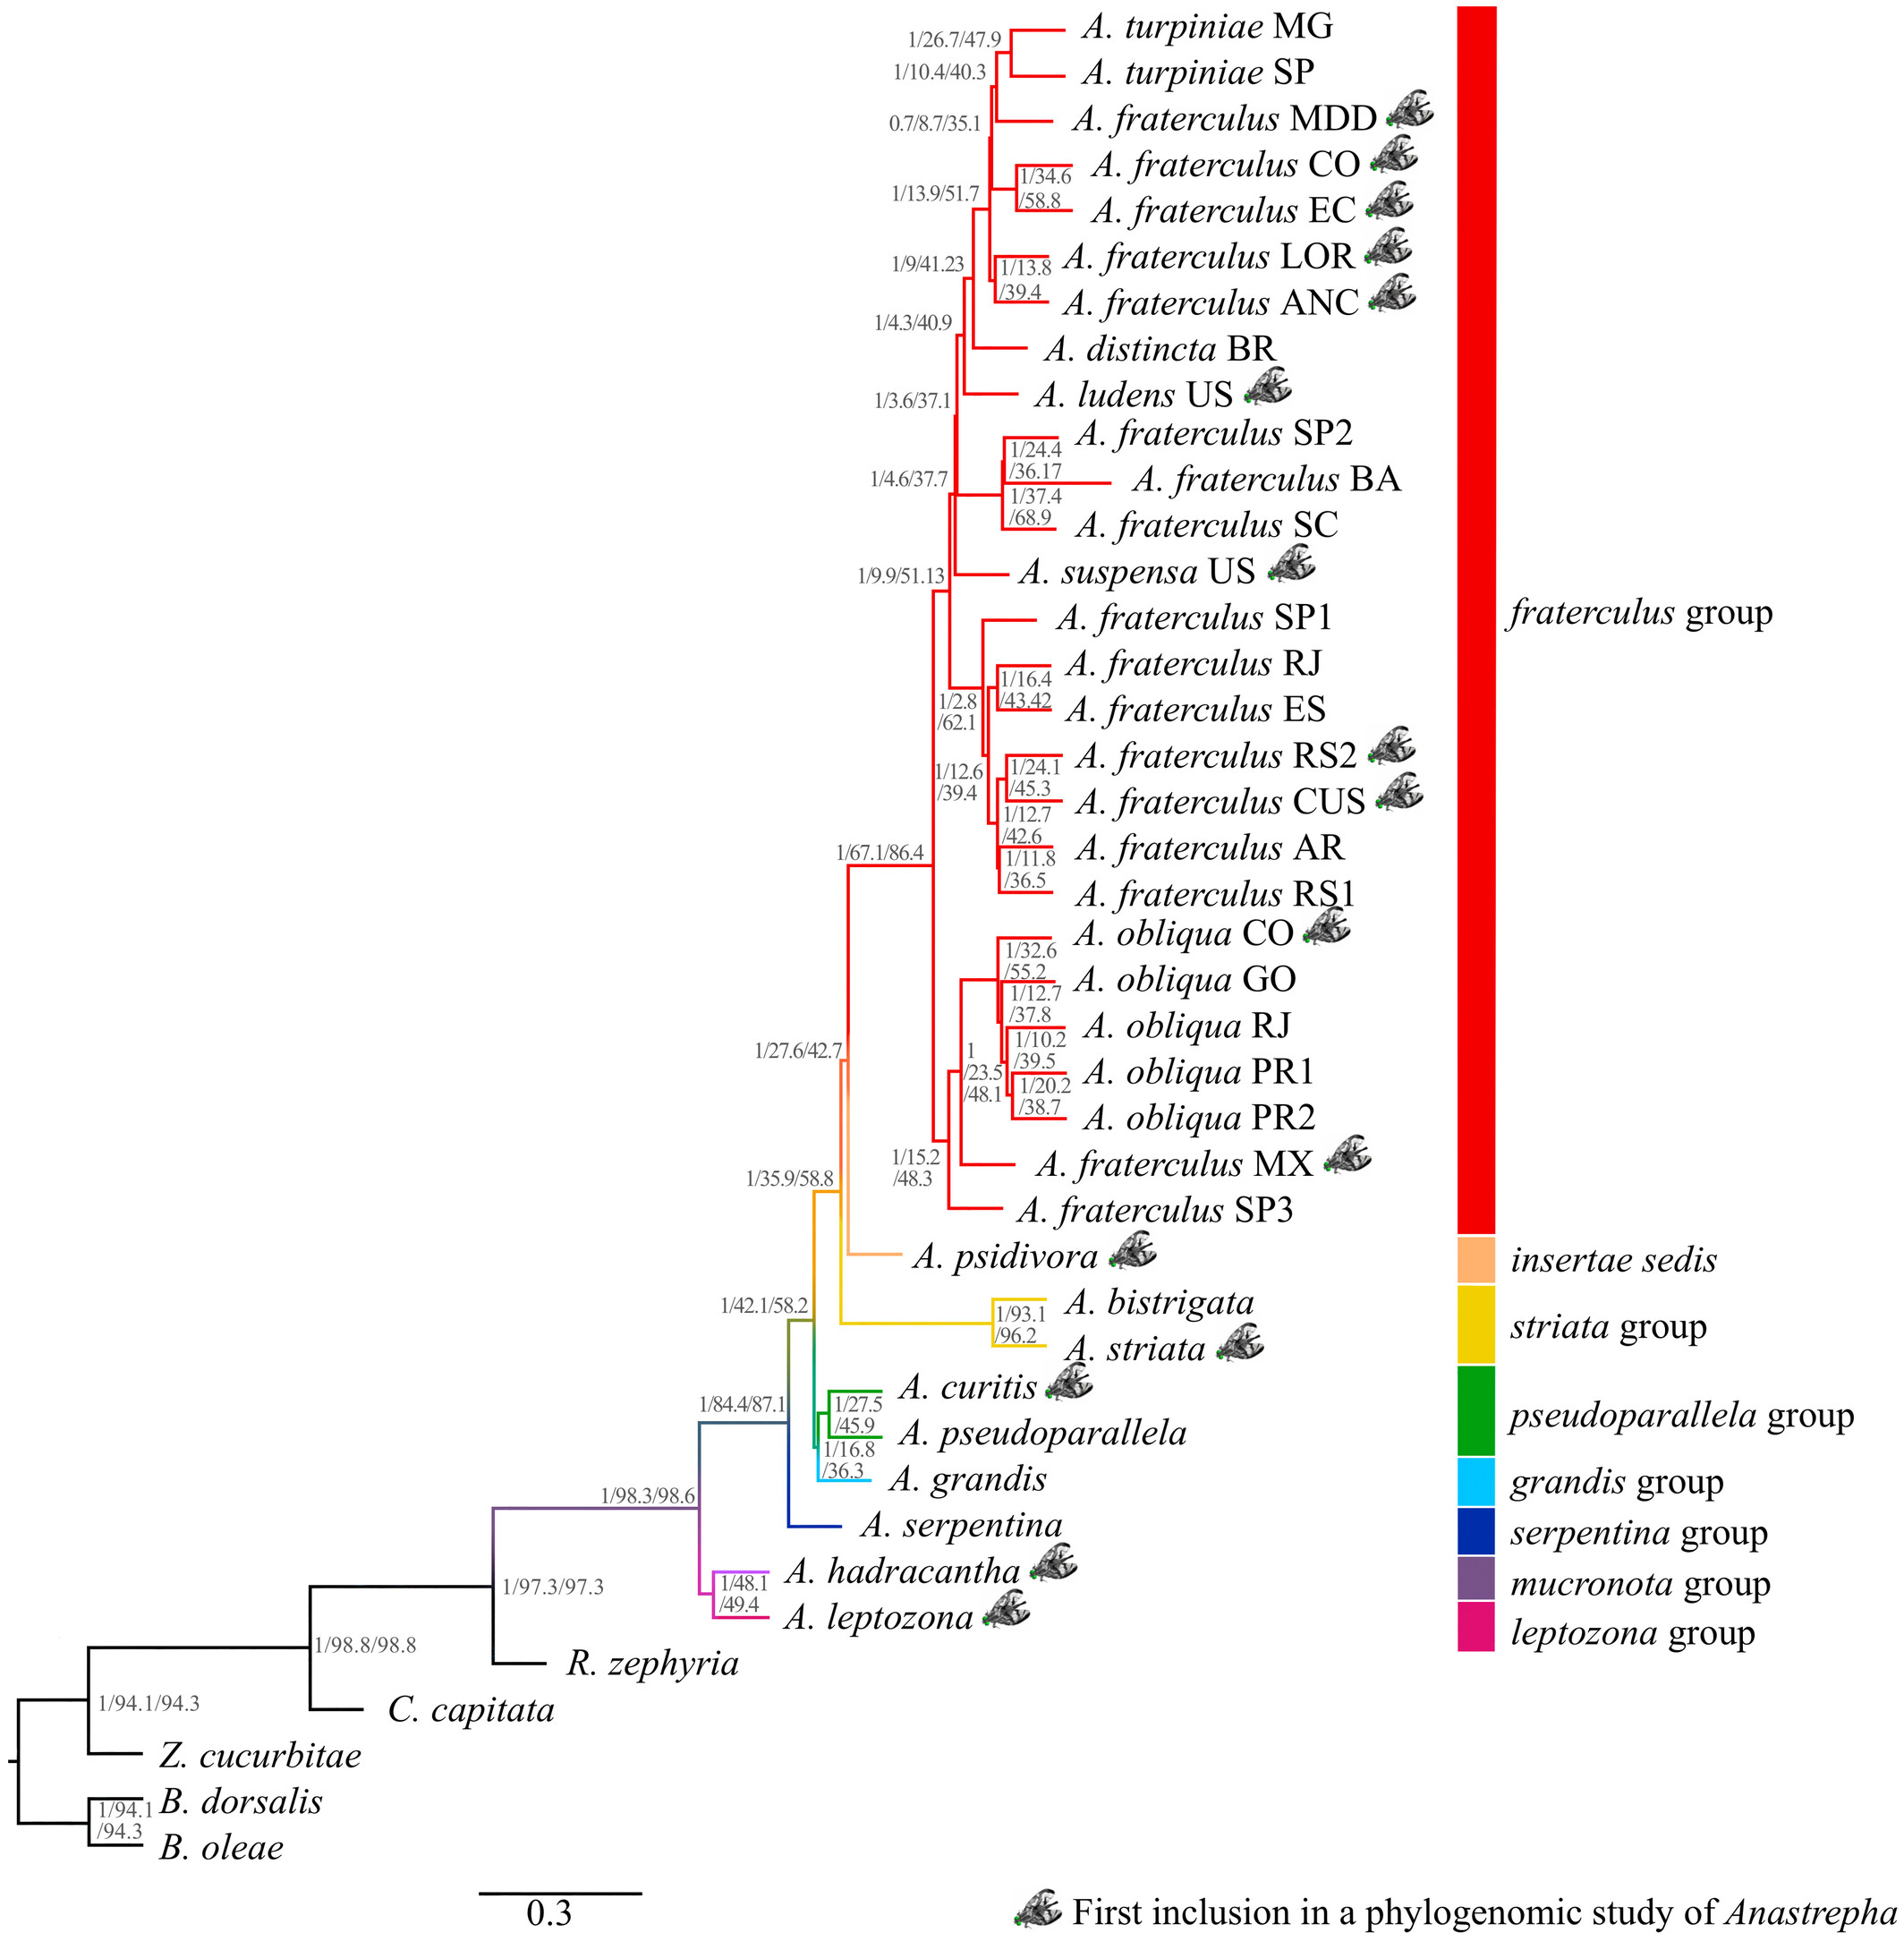 A. turpiniae MG
1/26.7/47.9
1/10.4/40.3
A. turpiniae SP
0.7/8.7/35.1
A. fraterculus MDD
A. fraterculus CO
1/34.6
/58.8
1/13.9/51.7
A. fraterculus EC
A. fraterculus LOR
1/9/41.23
1/13.8
/39.4
A. fraterculus ANC
1/4.3/40.9
A. distincta BR
A. ludens US
1/3.6/37.1
A. fraterculus SP2
1/24.4
/36.17
1/4.6/37.7
A. fraterculus BA
1/37.4
/68.9
A. fraterculus SC
1/9.9/51.13
A. suspensa US
fraterculus group
A. fraterculus SP1
A. fraterculus RJ
1/16.4
/43.42
1/2.8
/62.1
A. fraterculus ES
A. fraterculus RS2
1/24.1
/45.3
1/12.6
/39.4
A. fraterculus CUS
1/12.7
/42.6
A. fraterculus AR
1/67.1/86.4
1/11.8
/36.5
A. fraterculus RS1
A. obliqua CO
1/32.6
/55.2
A. obliqua GO
1/12.7
/37.8
A. obliqua RJ
1/10.2
/39.5
1/27.6/42.7
1
/23.5
/48.1
A. obliqua PR1
1/20.2
/38.7
A. obliqua PR2
A. fraterculus MX
1/15.2
/48.3
1/35.9/58.8
A. fraterculus SP3
A. psidivora
insertae sedis
A. bistrigata
1/42.1/58.2
1/93.1
/96.2
striata group
A. striata
A. curitis
1/84.4/87.1
1/27.5
/45.9
pseudoparallela group
A. pseudoparallela
1/16.8
/36.3
A. grandis
grandis group
1/98.3/98.6
A. serpentina
serpentina group
A. hadracantha
1/48.1
/49.4
mucronota group
1/97.3/97.3
A. leptozona
leptozona group
1/98.8/98.8
R. zephyria
1/94.1/94.3
C. capitata
Z. cucurbitae
B. dorsalis
1/94.1
/94.3
B. oleae
0.3
First inclusion in a phylogenomic study of Anastrepha